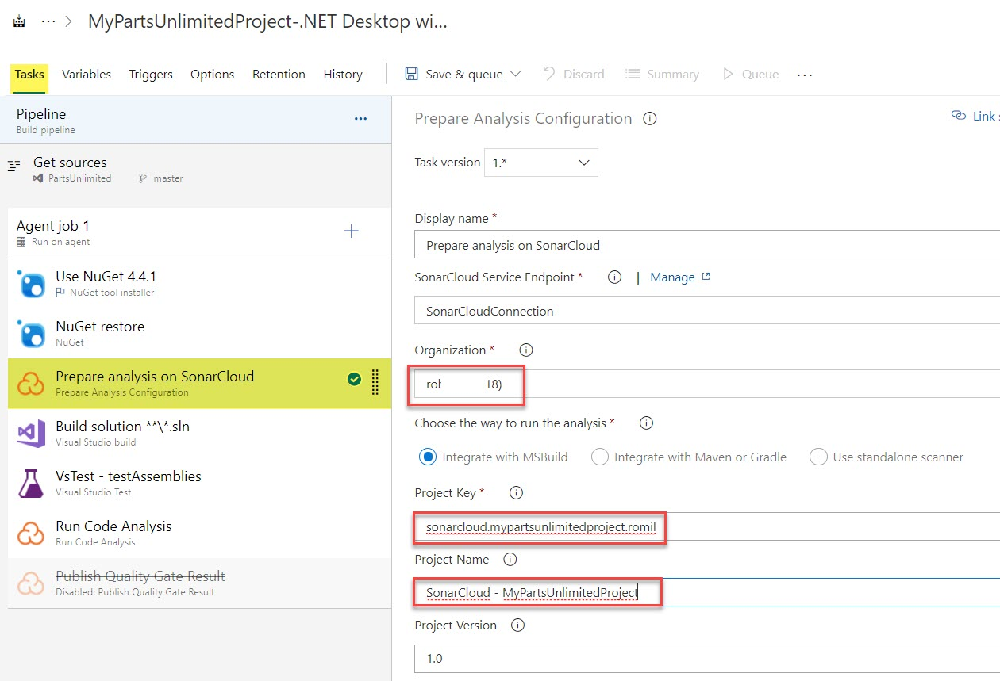 ··· > MyPartsUnlimitedProject-.NET Desktop wi...
Tasks Variables Triggers Options Retention History Save & queue Discard Summary Queue ···
Pipeline ···
Build pipeline
Get sources
PartsUnlimited master
Agent job 1 +
Run on agent
Use NuGet 4.4.1
NuGet tool installer
NuGet restore
NuGet
Prepare analysis on SonarCloud
Prepare Analysis Configuration
Build solution **\*.sln
Visual Studio build
VsTest - testAssemblies
Visual Studio Test
Run Code Analysis
Run Code Analysis
Publish Quality Gate Result
Disabled: Publish Quality Gate Result
Prepare Analysis Configuration
Link
Task version 1.*
Display name *
Prepare analysis on SonarCloud
SonarCloud Service Endpoint * | Manage
SonarCloudConnection
Organization *
18)
Choose the way to run the analysis *
Integrate with MSBuild Integrate with Maven or Gradle Use standalone scanner
Project Key *
sonarcloud.mypartsunlimitedproject.romil
Project Name
SonarCloud - MyPartsUnlimitedProject
Project Version
1.0